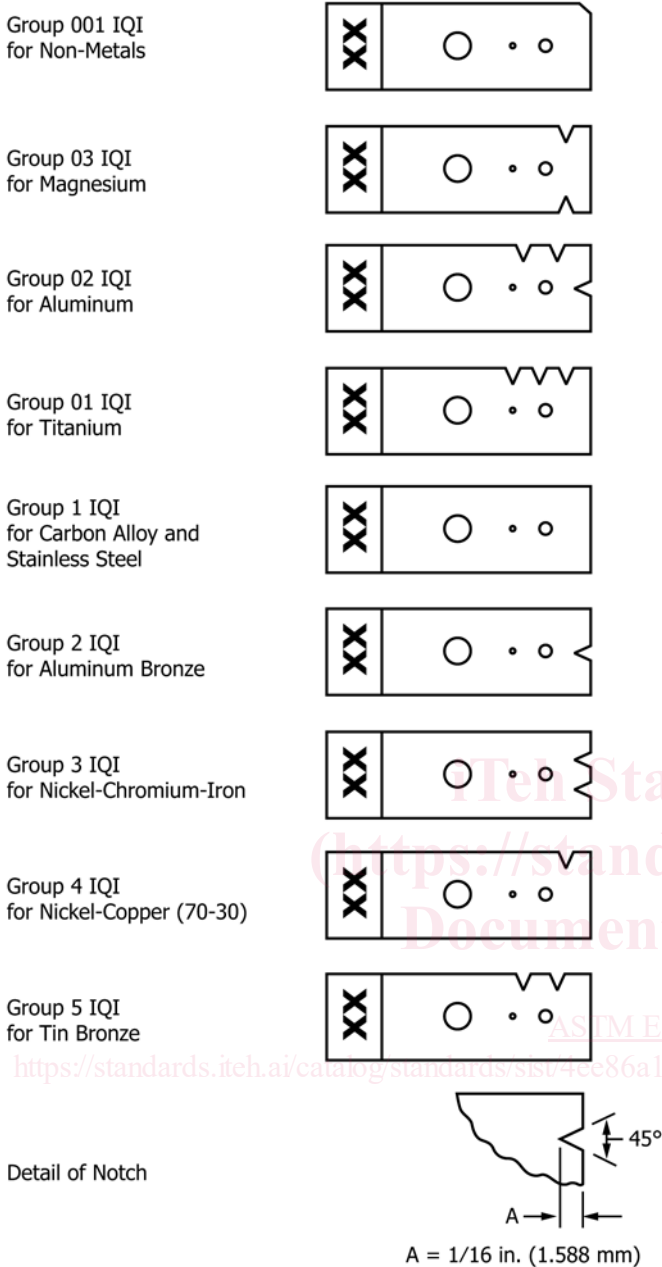 Group 001 IQI
for Non-Metals
XX
Group 03 IQI
for Magnesium
XX
Group 02 IQI
for Aluminum
XX
Group 01 IQI
for Titanium
XX
Group 1 IQI
for Carbon Alloy and
Stainless Steel
XX
Group 2 IQI
for Aluminum Bronze
XX
Group 3 IQI
for Nickel-Chromium-Iron
XX
iTeh Sta
(https://stand
Group 4 IQI
for Nickel-Copper (70-30)
XX
Documen
Group 5 IQI
for Tin Bronze
XX
ASTM E
https://standards.iteh.ai/catalog/standards/sist/4ee86a1
Detail of Notch
45°
A
A = 1/16 in. (1.588 mm)